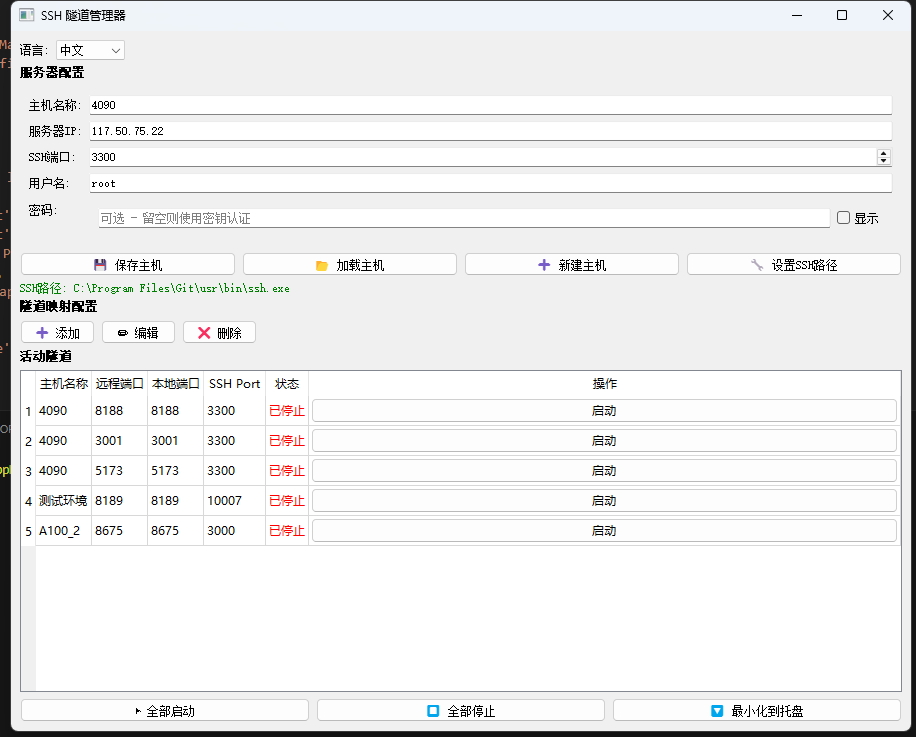 SSH 隧道管理器
语言: 中文
服务器配置
主机名称: 4090
服务器IP: 117.50.75.22
SSH端口: 3300
用户名: root
密码: 可选 - 留空则使用密钥认证 显示
保存主机 加载主机 新建主机 设置SSH路径
SSH路径: C:\Program Files\Git\usr\bin\ssh.exe
隧道映射配置
添加 编辑 删除
活动隧道
主机名称 远程端口 本地端口 SSH Port 状态 操作
1 4090 8188 8188 3300 已停止 启动
2 4090 3001 3001 3300 已停止 启动
3 4090 5173 5173 3300 已停止 启动
4 测试环境 8189 8189 10007 已停止 启动
5 A100_2 8675 8675 3000 已停止 启动
全部启动 全部停止 最小化到托盘